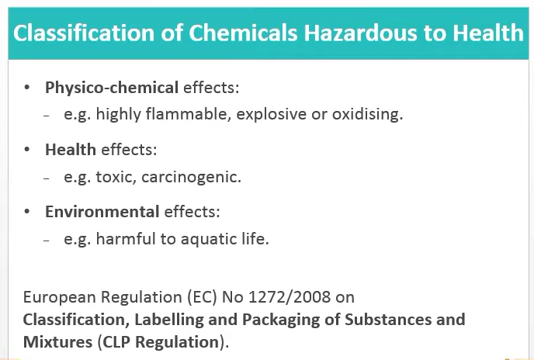 Classification of Chemicals Hazardous to Health
• Physico-chemical effects:
– e.g. highly flammable, explosive or oxidising.
• Health effects:
– e.g. toxic, carcinogenic.
• Environmental effects:
– e.g. harmful to aquatic life.
European Regulation (EC) No 1272/2008 on
Classification, Labelling and Packaging of Substances and
Mixtures (CLP Regulation).